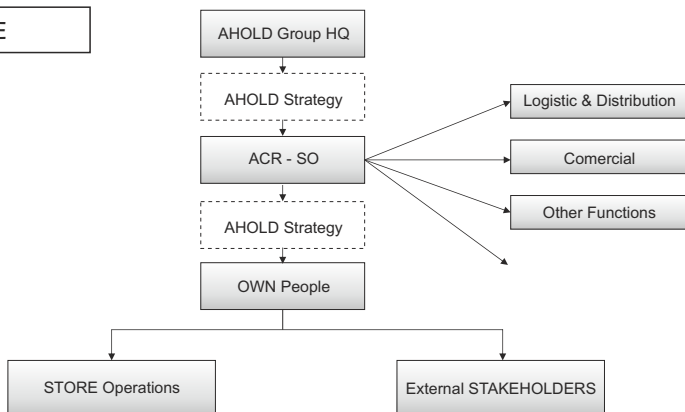 E
AHOLD Group HQ
AHOLD Strategy
Logistic & Distribution
ACR - SO
Comercial
AHOLD Strategy
Other Functions
OWN People
STORE Operations
External STAKEHOLDERS